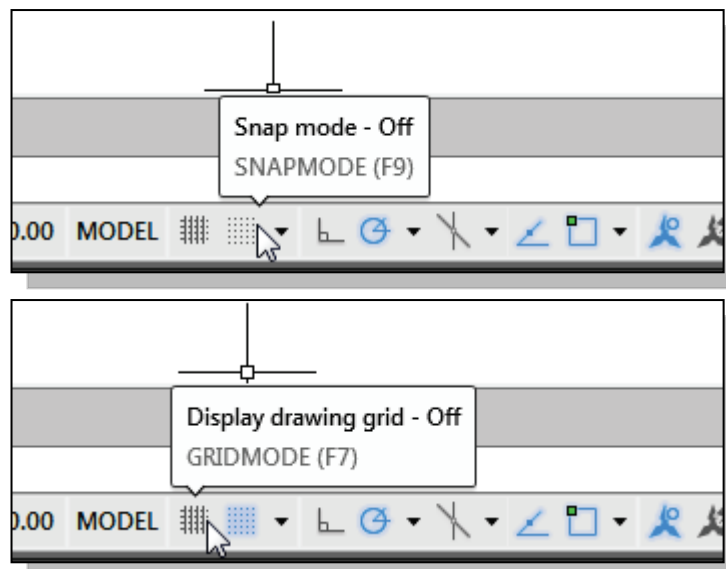 Snap mode - Off
SNAPMODE (F9)
0.00 MODEL
Display drawing grid - Off
GRIDMODE (F7)
0.00 MODEL